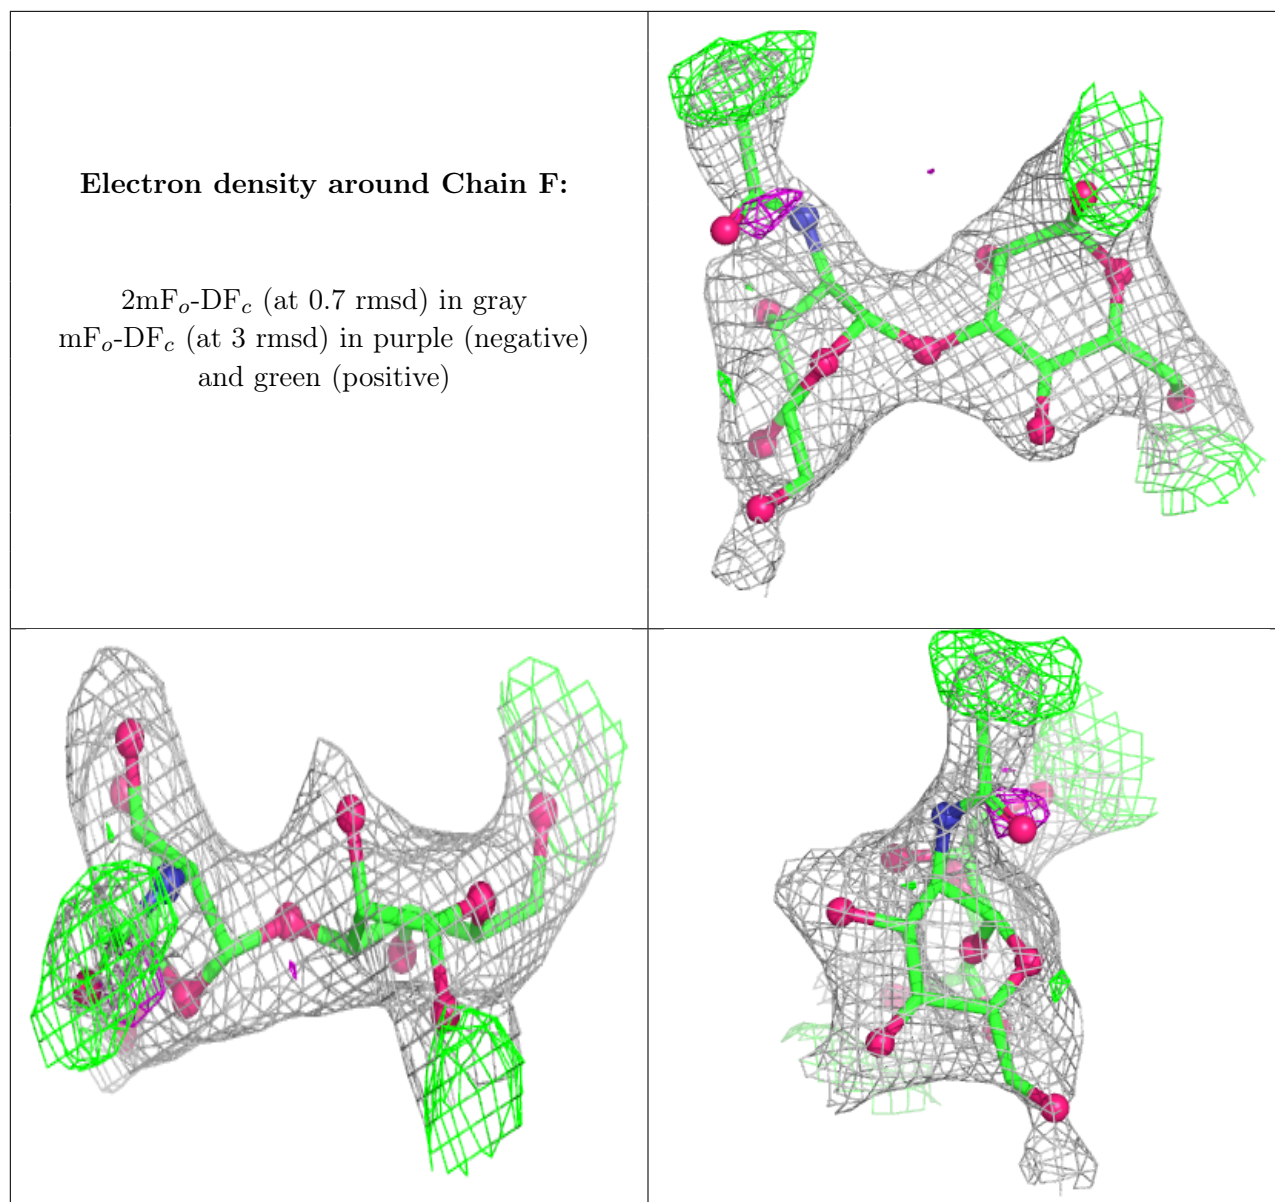 Electron density around Chain F:
2mFo-DFc (at 0.7 rmsd) in gray
mFo-DFc (at 3 rmsd) in purple (negative)
and green (positive)